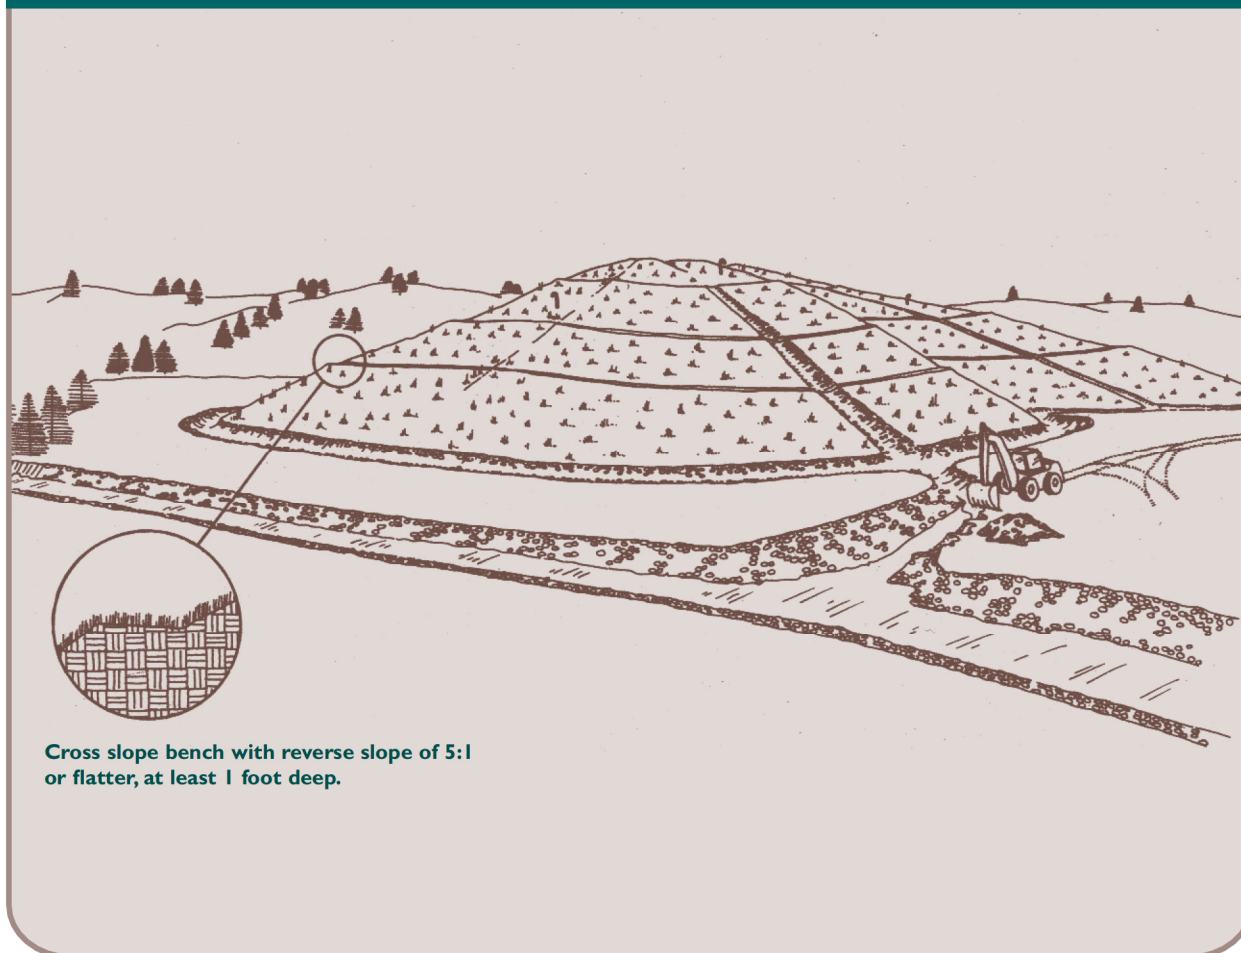 Cross slope bench with reverse slope of 5:1
or flatter, at least 1 foot deep.